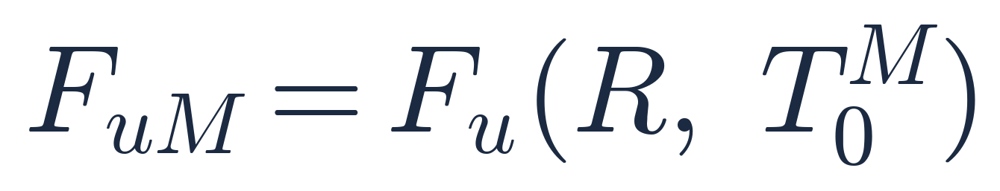 $F_{uM} = F_u(R,\ T_0^M)$